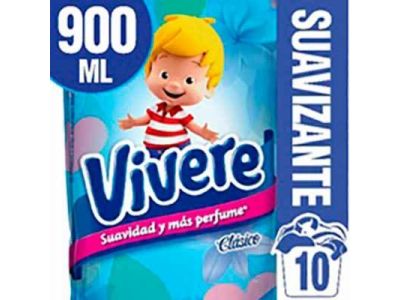 900
ML
Vivere
Suavidad y más perfume*
Clásico
SUAVIZANTE
10